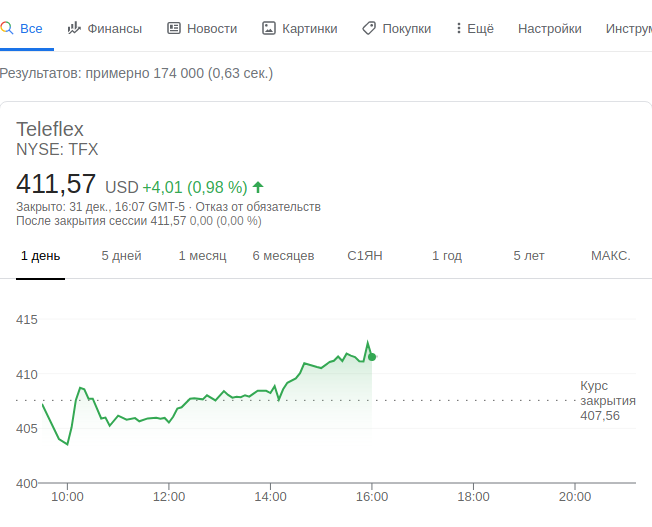 Все Финансы Новости Картинки Покупки Ещё Настройки
Результатов: примерно 174 000 (0,63 сек.)
Teleflex
NYSE: TFX
411,57 USD +4,01 (0,98 %)
Закрыто: 31 дек., 16:07 GMT-5 · Отказ от обязательств
После закрытия сессии 411,57 0,00 (0,00 %)
1 день 5 дней 1 месяц 6 месяцев С1ЯН 1 год 5 лет МАКС.
415
410
Курс
закрытия
407,56
405
400
10:00 12:00 14:00 16:00 18:00 20:00